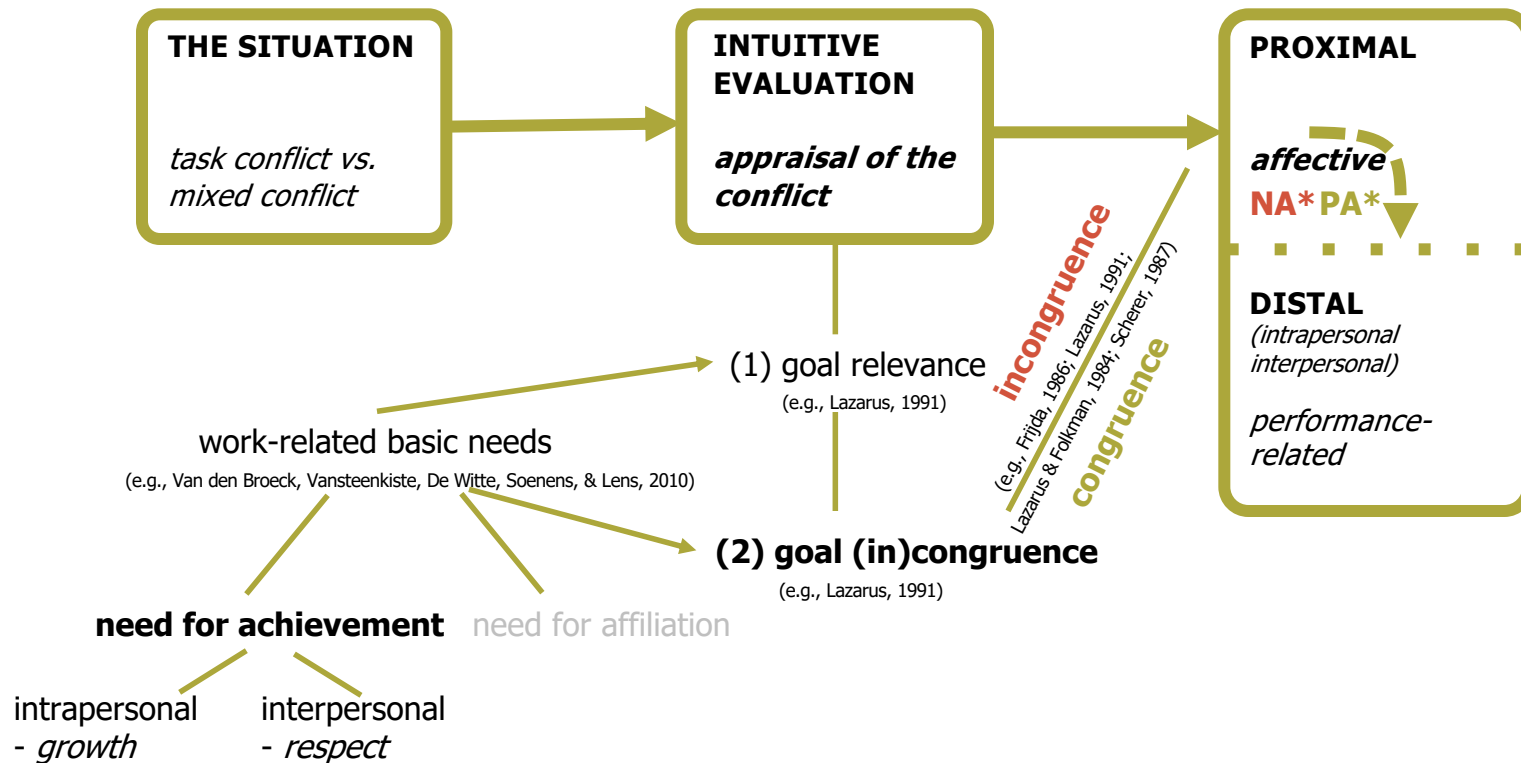 THE SITUATION
task conflict vs.
mixed conflict
INTUITIVE
EVALUATION
appraisal of the
conflict
PROXIMAL
affective
NA* PA*
DISTAL
(intrapersonal
interpersonal)
performance-
related
incongruence
(e.g., Frijda, 1986; Lazarus, 1991;
Lazarus & Folkman, 1984; Scherer, 1987)
congruence
(1) goal relevance
(e.g., Lazarus, 1991)
work-related basic needs
(e.g., Van den Broeck, Vansteenkiste, De Witte, Soenens, & Lens, 2010)
(2) goal (in)congruence
(e.g., Lazarus, 1991)
need for achievement
need for affiliation
intrapersonal
- growth
interpersonal
- respect